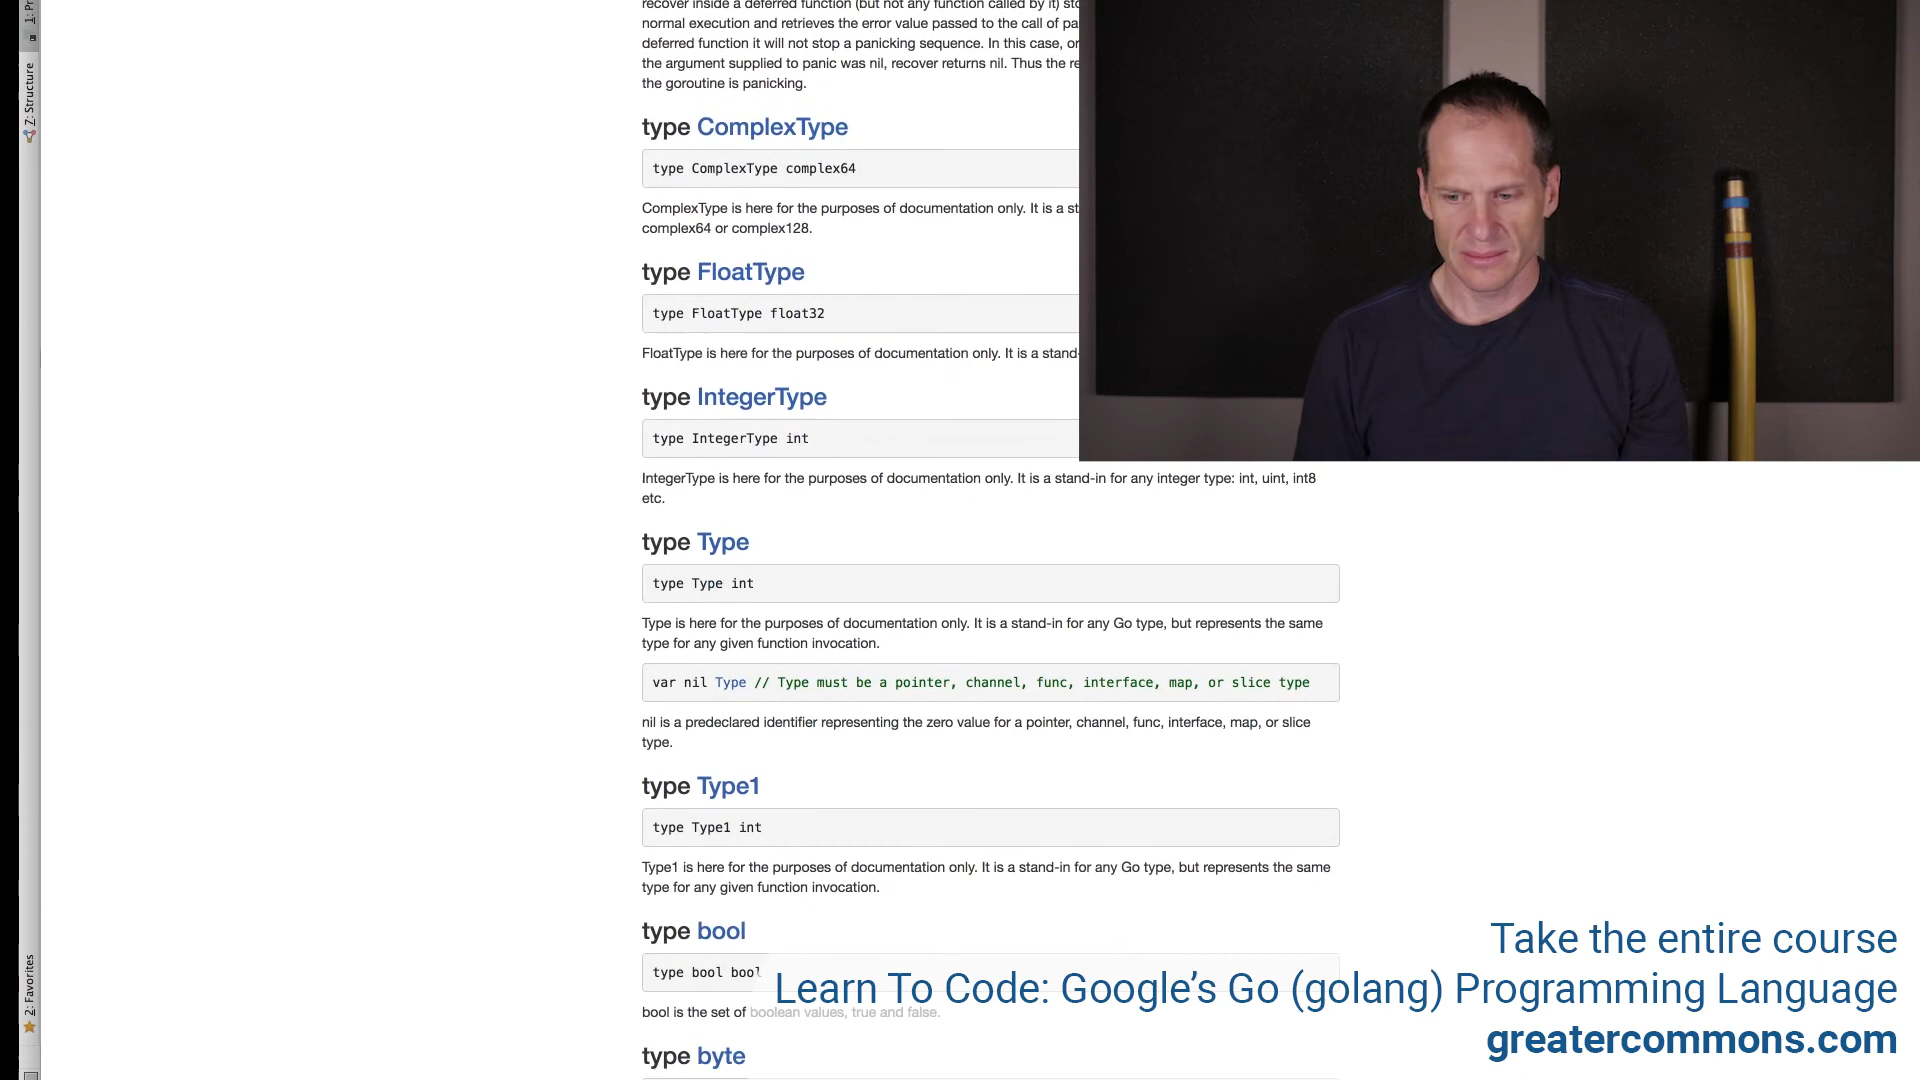 1: Pr
7: Structure
2: Favorites
recover inside a deferred function (but not any function called by it)
normal execution and retrieves the error value passed to the call of pa
deferred function it will not stop a panicking sequence. In this case, or
the argument supplied to panic was nil, recover returns nil. Thus the re
the goroutine is panicking.
type ComplexType
type ComplexType complex64
ComplexType is here for the purposes of documentation only. It is a st
complex64 or complex128.
type FloatType
type FloatType float32
FloatType is here for the purposes of documentation only. It is a stand-
type IntegerType
type IntegerType int
IntegerType is here for the purposes of documentation only. It is a stand-in for any integer type: int, uint, int8
etc.
type Type
type Type int
Type is here for the purposes of documentation only. It is a stand-in for any Go type, but represents the same
type for any given function invocation.
var nil Type // Type must be a pointer, channel, func, interface, map, or slice type
nil is a predeclared identifier representing the zero value for a pointer, channel, func, interface, map, or slice
type.
type Type1
type Type1 int
Type1 is here for the purposes of documentation only. It is a stand-in for any Go type, but represents the same
type for any given function invocation.
type bool
type bool bool
bool is the set of boolean values, true and false.
type byte
Take the entire course
Learn To Code: Google’s Go (golang) Programming Language
greatercommons.com